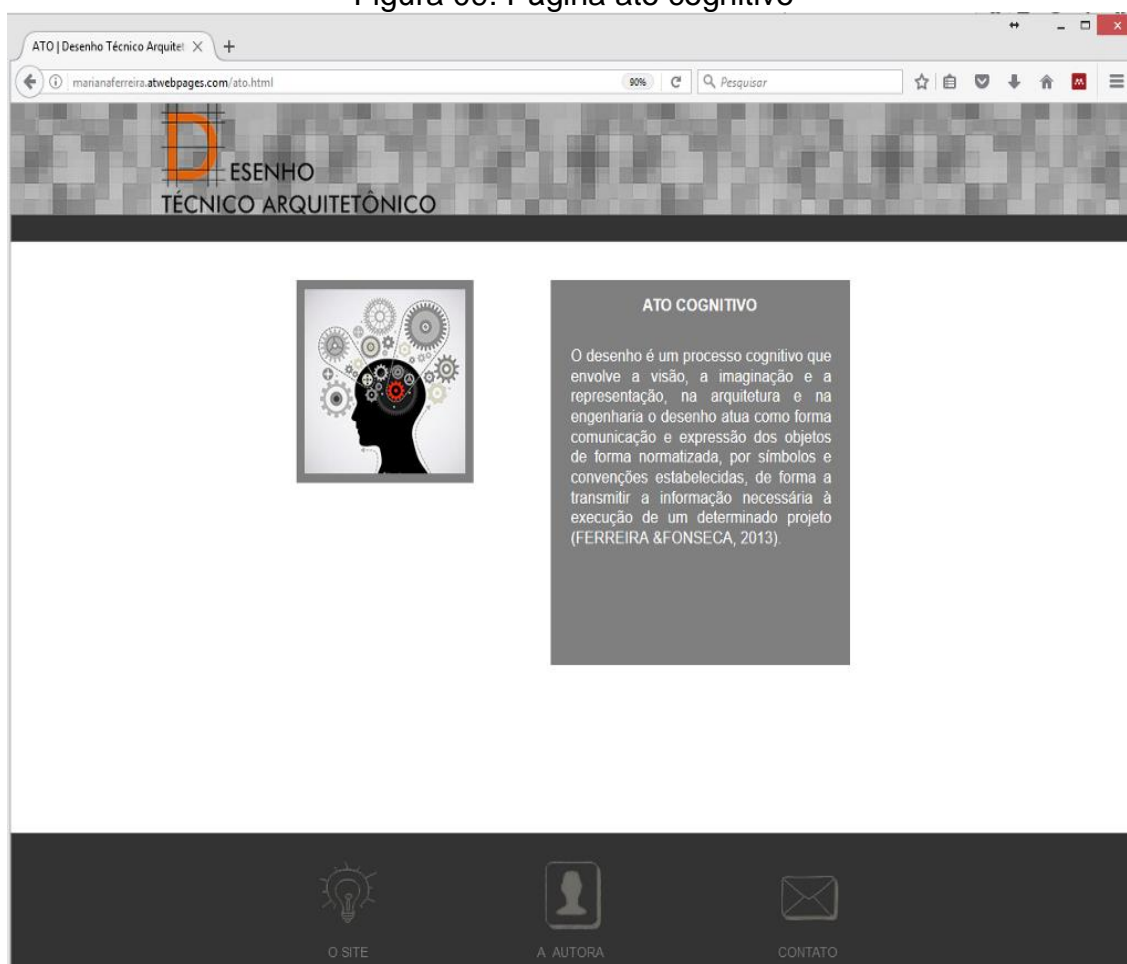 ATO | Desenho Técnico Arquitet
marianaferreira.atwebpages.com/ato.html
90%
Pesquisar
DESENHO
TÉCNICO ARQUITETÔNICO
ATO COGNITIVO
O desenho é um processo cognitivo que
envolve a visão, a imaginação e a
representação, na arquitetura e na
engenharia o desenho atua como forma
comunicação e expressão dos objetos
de forma normatizada, por símbolos e
convenções estabelecidas, de forma a
transmitir a informação necessária à
execução de um determinado projeto
(FERREIRA &FONSECA, 2013).
O SITE
A AUTORA
CONTATO